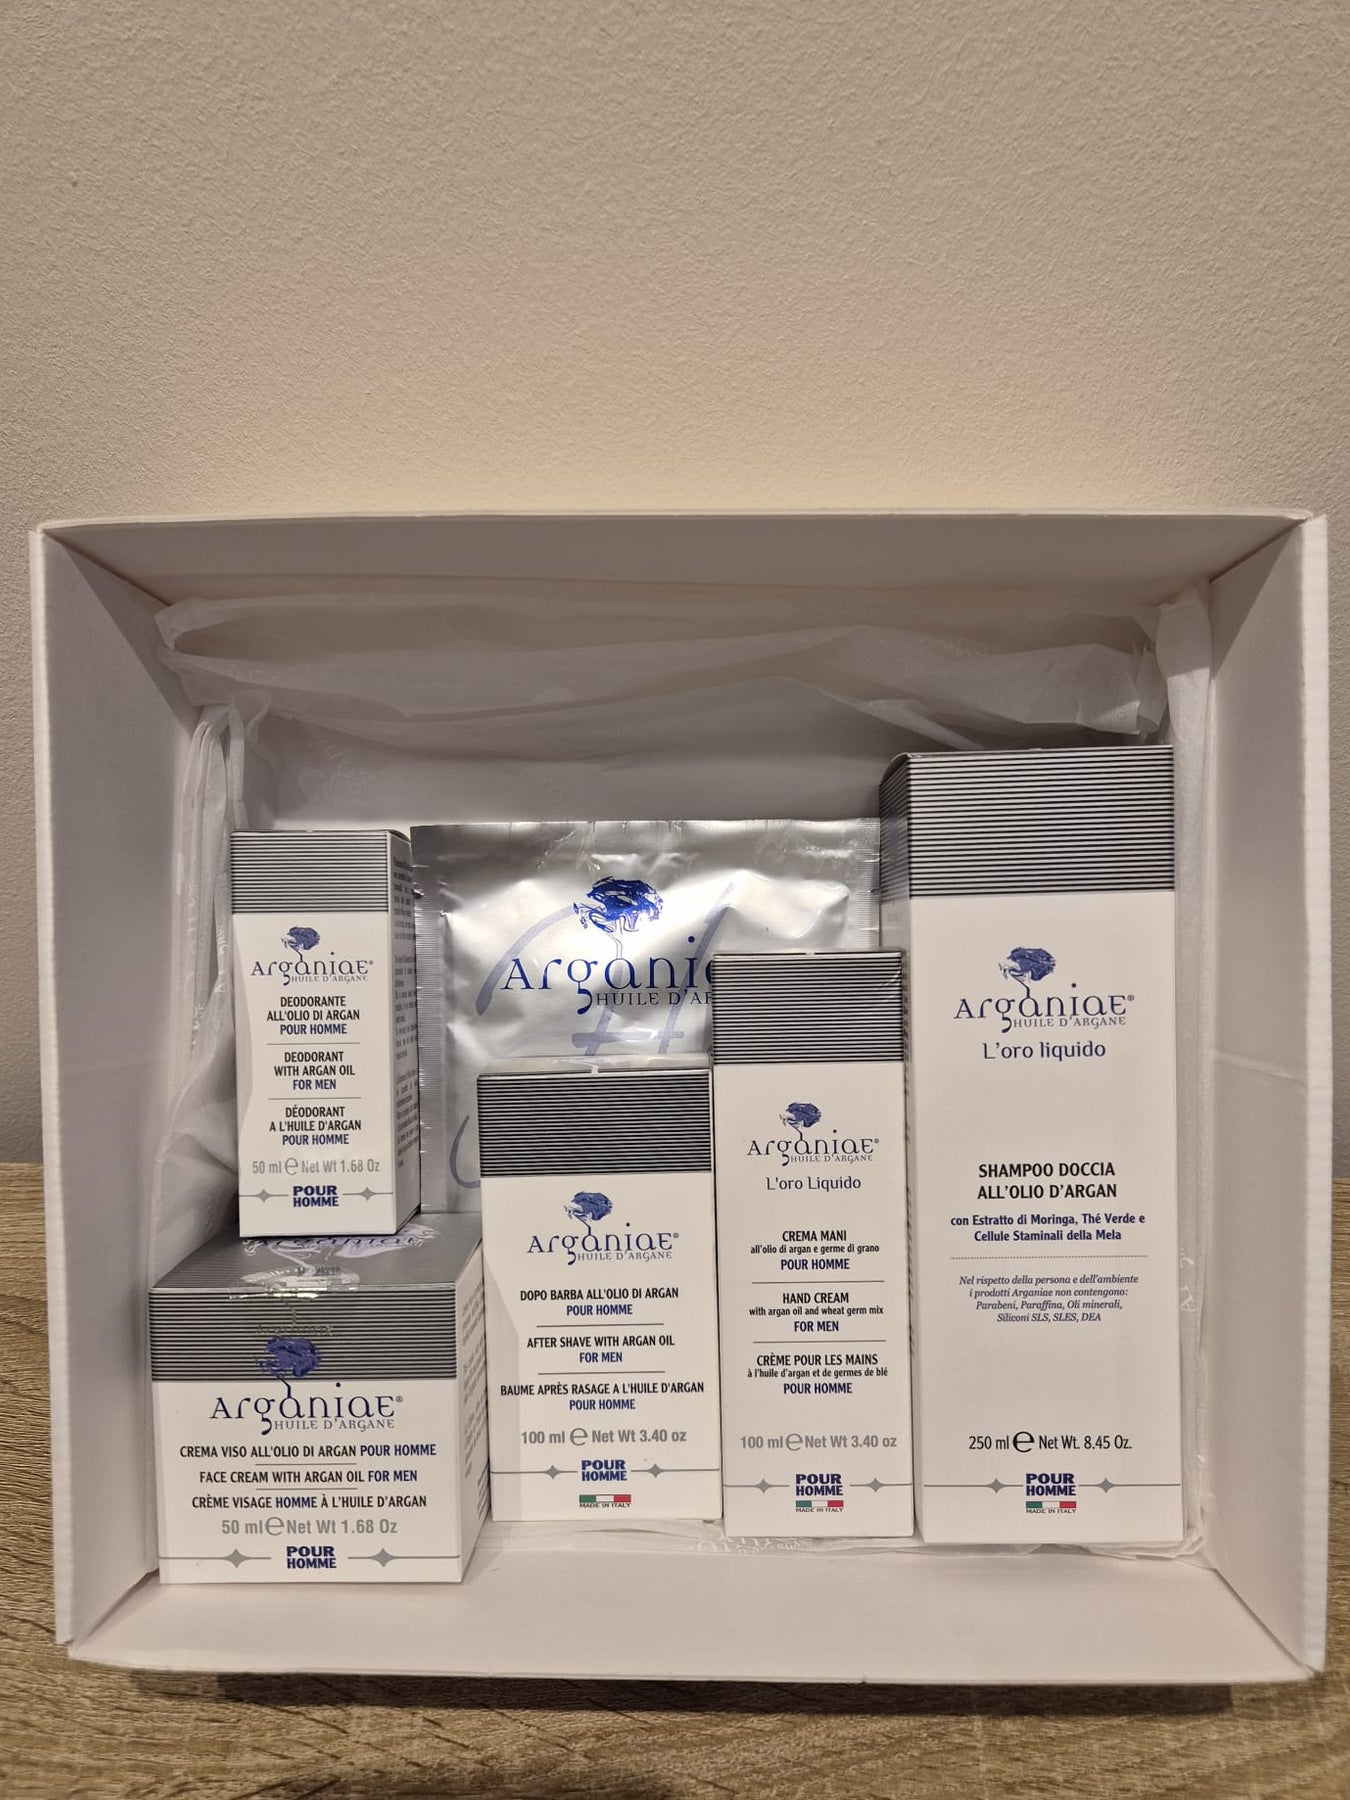 Arganiae®
HUILE D'ARGANE
DEODORANTE
ALL'OLIO DI ARGAN
POUR HOMME
DEODORANT
WITH ARGAN OIL
FOR MEN
DÉODORANT
A L'HUILE D'ARGAN
POUR HOMME
50 ml ℮ Net Wt 1.68 Oz
POUR
HOMME
Arganiae®
HUILE D'ARGANE
CREMA VISO ALL'OLIO DI ARGAN POUR HOMME
FACE CREAM WITH ARGAN OIL FOR MEN
CRÈME VISAGE HOMME À L'HUILE D'ARGAN
50 ml ℮ Net Wt 1.68 Oz
POUR
HOMME
HUILE D'AR
Arganiae®
HUILE D'ARGANE
DOPO BARBA ALL'OLIO DI ARGAN
POUR HOMME
AFTER SHAVE WITH ARGAN OIL
FOR MEN
BAUME APRÈS RASAGE A L'HUILE D'ARGAN
POUR HOMME
100 ml ℮ Net Wt 3.40 oz
POUR
HOMME
MADE IN ITALY
Arganiae®
HUILE D'ARGANE
L'oro Liquido
CREMA MANI
all'olio di argan e germe di grano
POUR HOMME
HAND CREAM
with argan oil and wheat germ mix
FOR MEN
CRÈME POUR LES MAINS
à l'huile d'argan et de germes de blé
POUR HOMME
100 ml ℮ Net Wt 3.40 oz
POUR
HOMME
MADE IN ITALY
Arganiae®
HUILE D'ARGANE
L'oro liquido
SHAMPOO DOCCIA
ALL'OLIO D'ARGAN
con Estratto di Moringa, Thé Verde e
Cellule Staminali della Mela
Nel rispetto della persona e dell'ambiente
i prodotti Arganiae non contengono:
Parabeni, Paraffina, Oli minerali,
Siliconi SLS, SLES, DEA
250 ml ℮ Net Wt. 8.45 Oz.
POUR
HOMME
MADE IN ITALY